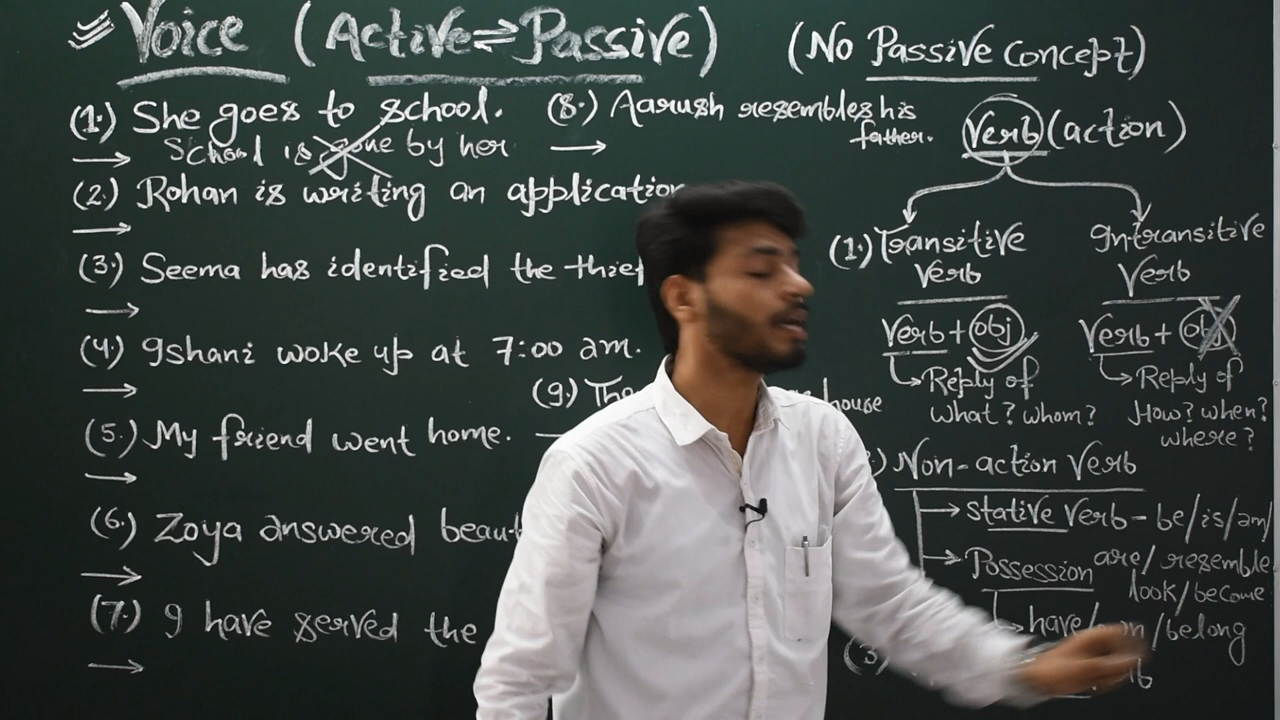 Voice (Active ⇌ Passive)
(1.) She goes to school.
→ School is gone by her
(2.) Rohan is writing an application
→
(3.) Seema has identified the thief
→
(4.) Ishani woke up at 7:00 am.
→
(5.) My friend went home.
→
(6.) Zoya answered
→
(7.) I have served the
→
(8.) Aarush resembles his
father.
→
(9.)
house
(No Passive concept)
Verb (action)
(1.) Transitive
Verb
Verb + obj
Reply of
what? whom?
In-transitive
Verb
Verb + obj
Reply of
How? when?
where?
Non-action Verb
→ stative Verb - be/is/am/
are/resemble
look/become
→ Possession
→ have/ /belong
(3)